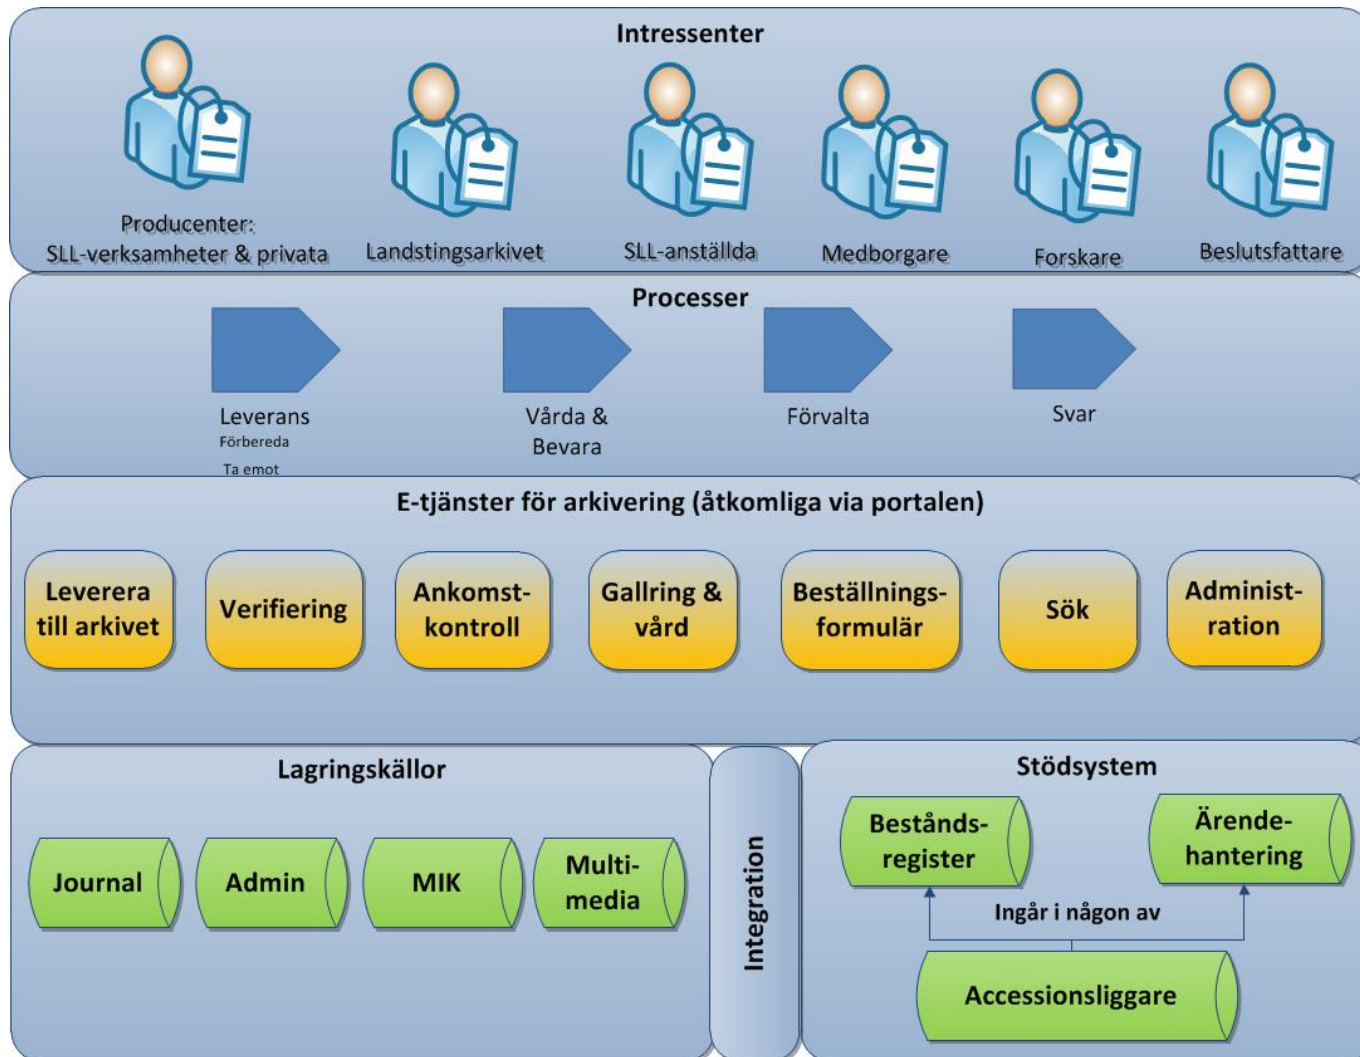 Intressenter
Producenter:
SLL-verksamheter & privata
Landstingsarkivet
SLL-anställda
Medborgare
Forskare
Beslutsfattare
Processer
Leverans
Förbereda
Ta emot
Vårda &
Bevara
Förvalta
Svar
E-tjänster för arkivering (åtkomliga via portalen)
Leverera
till arkivet
Verifiering
Ankomst-
kontroll
Gallring &
vård
Beställnings-
formulär
Sök
Administ-
ration
Lagringskällor
Journal
Admin
MIK
Multi-
media
Integration
Stödsystem
Bestånds-
register
Ärende-
hantering
Ingår i någon av
Accessionsliggare